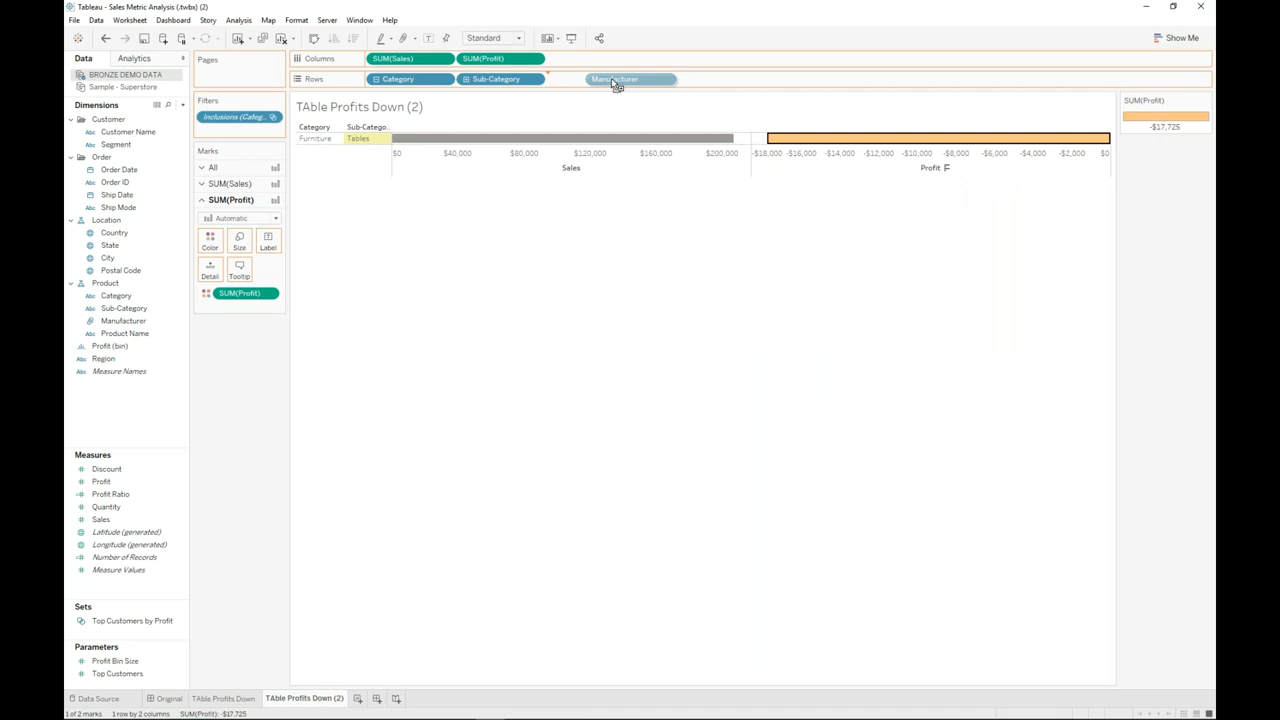 Tableau - Sales Metric Analysis (.twbx) (2)
File Data Worksheet Dashboard Story Analysis Map Format Server Window Help
Standard
Show Me
Data Analytics
BRONZE DEMO DATA
Sample - Superstore
Dimensions
Customer
Abc Customer Name
Abc Segment
Order
Order Date
Abc Order ID
Ship Date
Abc Ship Mode
Location
Country
State
City
Postal Code
Product
Abc Category
Abc Sub-Category
Manufacturer
Abc Product Name
Profit (bin)
Abc Region
Abc Measure Names
Measures
# Discount
# Profit
=# Profit Ratio
# Quantity
# Sales
Latitude (generated)
Longitude (generated)
=# Number of Records
# Measure Values
Sets
Top Customers by Profit
Parameters
# Profit Bin Size
# Top Customers
Pages
Filters
Inclusions (Categ..
Marks
All
SUM(Sales)
SUM(Profit)
Automatic
Color Size Label
Detail Tooltip
SUM(Profit)
Columns SUM(Sales) SUM(Profit)
Rows Category Sub-Category Manufacturer
TAble Profits Down (2)
Category Sub-Catego..
Furniture Tables
$0 $40,000 $80,000 $120,000 $160,000 $200,000 -$18,000 -$16,000 -$14,000 -$12,000 -$10,000 -$8,000 -$6,000 -$4,000 -$2,000 $0
Sales Profit
SUM(Profit)
-$17,725
Data Source Original TAble Profits Down TAble Profits Down (2)
1 of 2 marks 1 row by 2 columns SUM(Profit): -$17,725